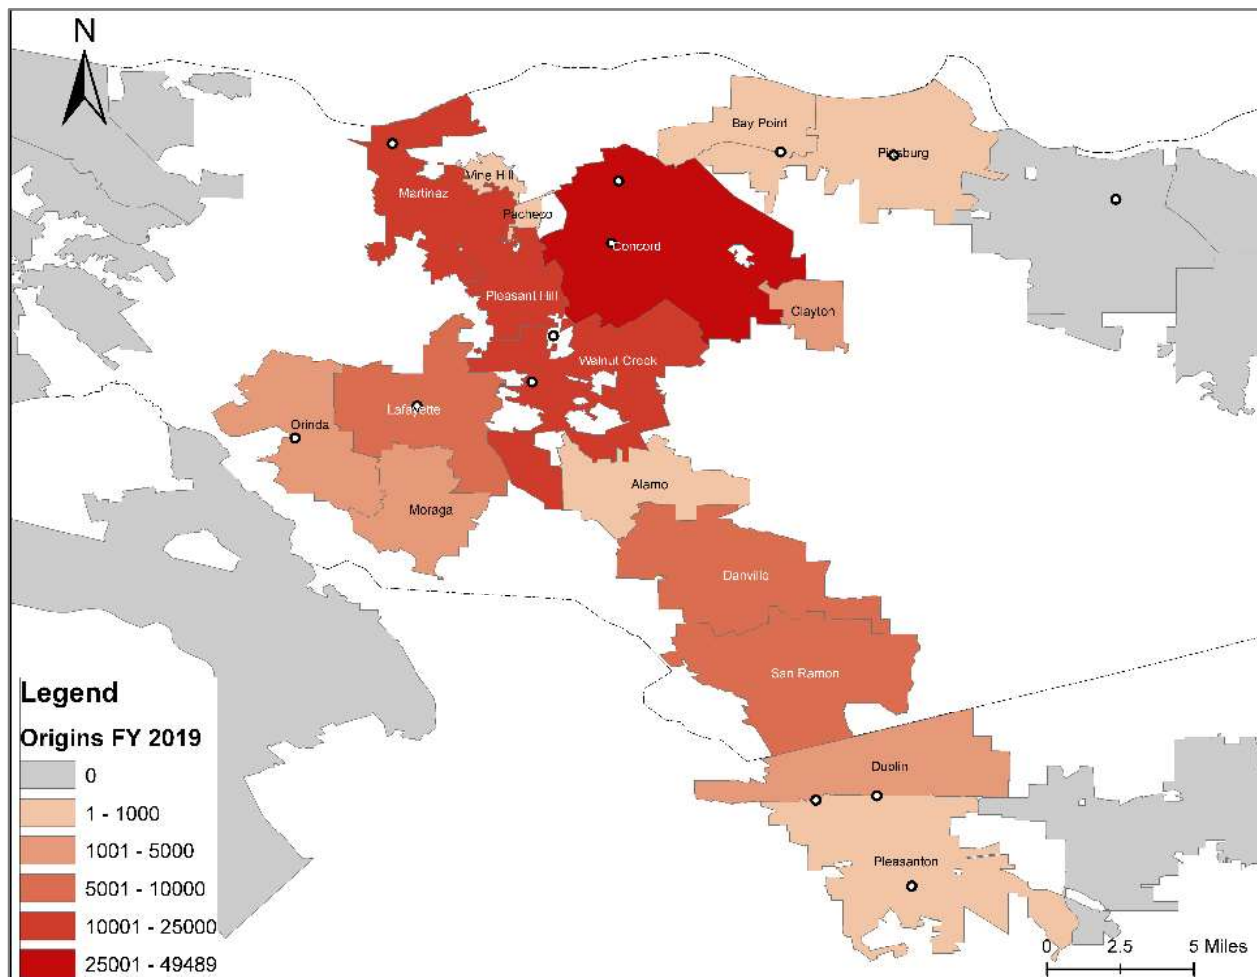 N
Bay Point
Pittsburg
Vine Hill
Martinez
Pacheco
Concord
Pleasant Hill
Clayton
Walnut Creek
Lafayette
Orinda
Alamo
Moraga
Danville
San Ramon
Legend
Origins FY 2019
0
1 - 1000
1001 - 5000
5001 - 10000
10001 - 25000
25001 - 49489
Dublin
Pleasanton
0 2.5 5 Miles